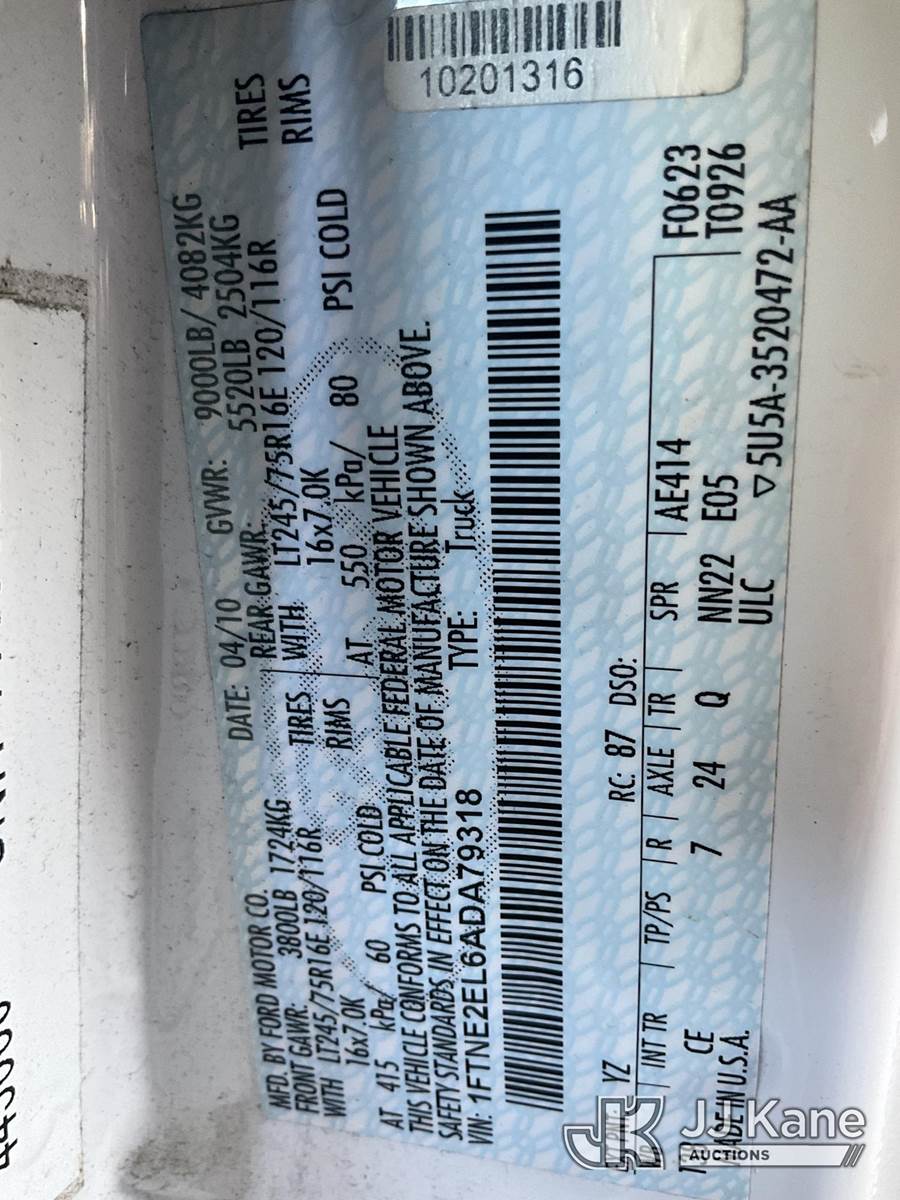 10201316
MFD. BY FORD MOTOR CO.
DATE: 04/10 GVWR: 9000LB/ 4082KG
FRONT GAWR: 3800LB 1724KG REAR GAWR: 5520LB 2504KG
WITH LT245/75R16E 120/116R TIRES WITH LT245/75R16E 120/116R TIRES
16x7.0K RIMS 16x7.0K RIMS
AT 415 kPa/ 60 PSI COLD AT 550 kPa/ 80 PSI COLD
THIS VEHICLE CONFORMS TO ALL APPLICABLE FEDERAL MOTOR VEHICLE
SAFETY STANDARDS IN EFFECT ON THE DATE OF MANUFACTURE SHOWN ABOVE.
VIN: 1FTNE2EL6ADA79318 TYPE: Truck
YZ RC: 87 DSO: F0623
INT TR TP/PS R AXLE TR SPR AE414 T0926
CE 7 24 Q NN22 E05
MADE IN U.S.A. ULC ▽5U5A-3520472-AA
JJKane
AUCTIONS